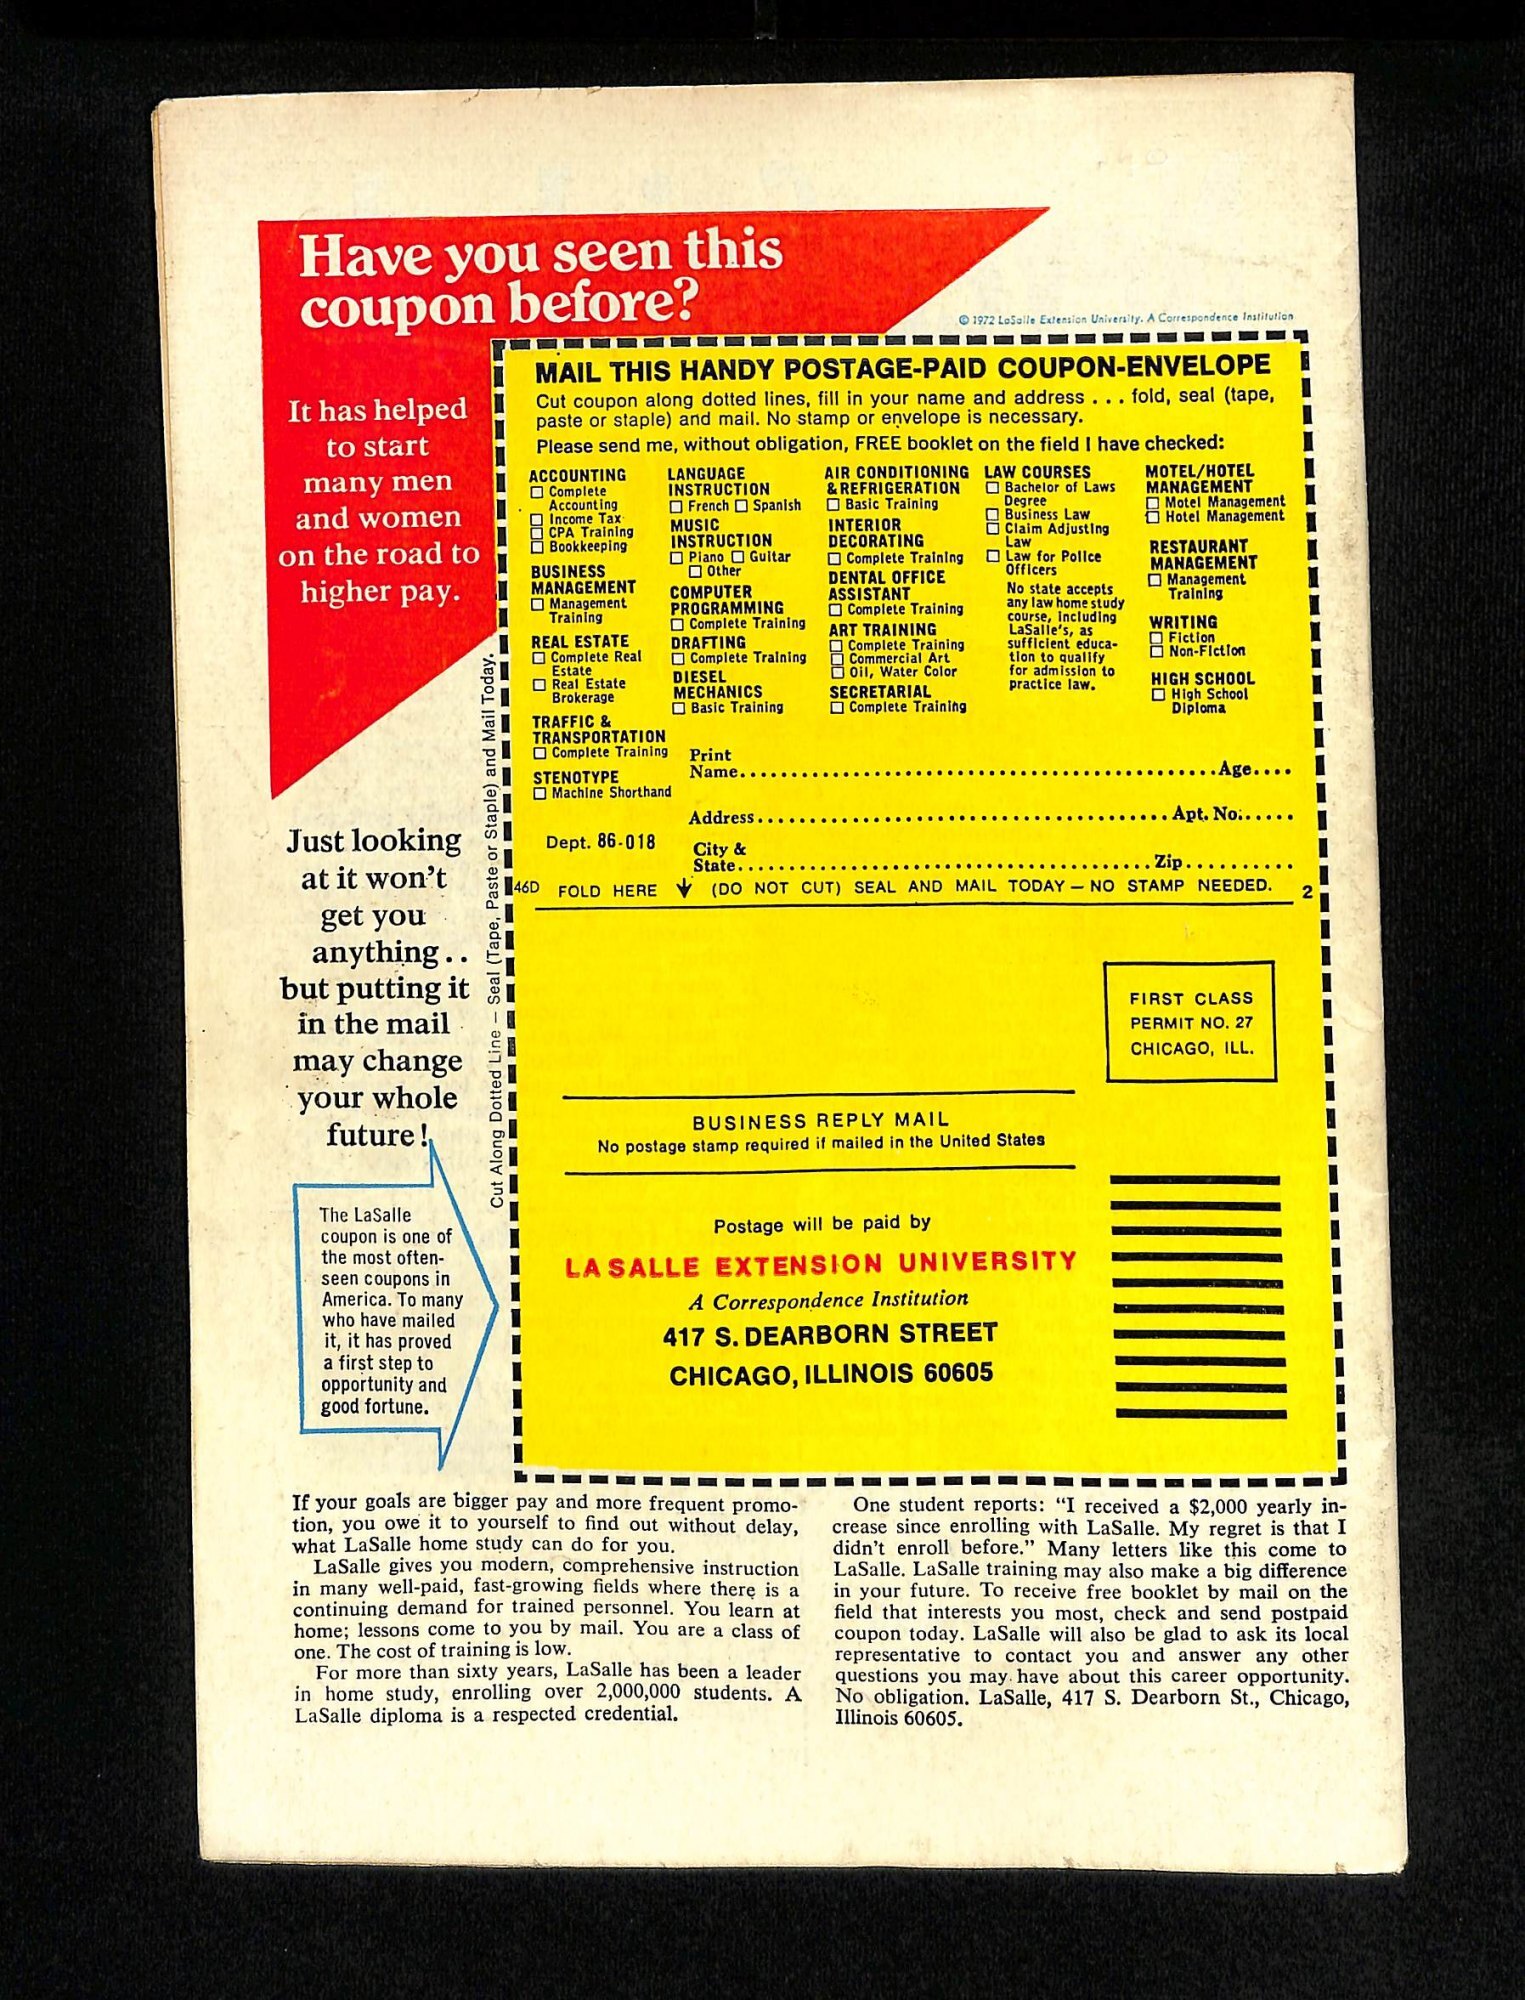 Have you seen this
coupon before?
It has helped
to start
many men
and women
on the road to
higher pay.
© 1972 LaSalle Extension University. A Correspondence Institution
MAIL THIS HANDY POSTAGE-PAID COUPON-ENVELOPE
Cut coupon along dotted lines, fill in your name and address . . . fold, seal (tape,
paste or staple) and mail. No stamp or envelope is necessary.
Please send me, without obligation, FREE booklet on the field I have checked:
ACCOUNTING
☐ Complete
Accounting
☐ Income Tax
☐ CPA Training
☐ Bookkeeping
BUSINESS
MANAGEMENT
☐ Management
Training
REAL ESTATE
☐ Complete Real
Estate
☐ Real Estate
Brokerage
TRAFFIC &
TRANSPORTATION
☐ Complete Training
STENOTYPE
☐ Machine Shorthand
LANGUAGE
INSTRUCTION
☐ French ☐ Spanish
MUSIC
INSTRUCTION
☐ Piano ☐ Guitar
☐ Other
COMPUTER
PROGRAMMING
☐ Complete Training
DRAFTING
☐ Complete Training
DIESEL
MECHANICS
☐ Basic Training
AIR CONDITIONING
& REFRIGERATION
☐ Basic Training
INTERIOR
DECORATING
☐ Complete Training
DENTAL OFFICE
ASSISTANT
☐ Complete Training
ART TRAINING
☐ Complete Training
☐ Commercial Art
☐ Oil, Water Color
SECRETARIAL
☐ Complete Training
LAW COURSES
☐ Bachelor of Laws
Degree
☐ Business Law
☐ Claim Adjusting
Law
☐ Law for Police
Officers
No state accepts
any law home study
course, including
LaSalle's, as
sufficient educa-
tion to qualify
for admission to
practice law.
MOTEL/HOTEL
MANAGEMENT
☐ Motel Management
☐ Hotel Management
RESTAURANT
MANAGEMENT
☐ Management
Training
WRITING
☐ Fiction
☐ Non-Fiction
HIGH SCHOOL
☐ High School
Diploma
Print
Name............................................Age....
Address......................................Apt. No.:.....
Dept. 86-018
City &
State......................................Zip..........
46D FOLD HERE ↓ (DO NOT CUT) SEAL AND MAIL TODAY — NO STAMP NEEDED. 2
Cut Along Dotted Line — Seal (Tape, Paste or Staple) and Mail Today.
Just looking
at it won't
get you
anything . .
but putting it
in the mail
may change
your whole
future !
The LaSalle
coupon is one of
the most often-
seen coupons in
America. To many
who have mailed
it, it has proved
a first step to
opportunity and
good fortune.
FIRST CLASS
PERMIT NO. 27
CHICAGO, ILL.
BUSINESS REPLY MAIL
No postage stamp required if mailed in the United States
Postage will be paid by
LA SALLE EXTENSION UNIVERSITY
A Correspondence Institution
417 S. DEARBORN STREET
CHICAGO, ILLINOIS 60605
If your goals are bigger pay and more frequent promo-
tion, you owe it to yourself to find out without delay,
what LaSalle home study can do for you.
LaSalle gives you modern, comprehensive instruction
in many well-paid, fast-growing fields where there is a
continuing demand for trained personnel. You learn at
home; lessons come to you by mail. You are a class of
one. The cost of training is low.
For more than sixty years, LaSalle has been a leader
in home study, enrolling over 2,000,000 students. A
LaSalle diploma is a respected credential.
One student reports: "I received a $2,000 yearly in-
crease since enrolling with LaSalle. My regret is that I
didn't enroll before." Many letters like this come to
LaSalle. LaSalle training may also make a big difference
in your future. To receive free booklet by mail on the
field that interests you most, check and send postpaid
coupon today. LaSalle will also be glad to ask its local
representative to contact you and answer any other
questions you may have about this career opportunity.
No obligation. LaSalle, 417 S. Dearborn St., Chicago,
Illinois 60605.